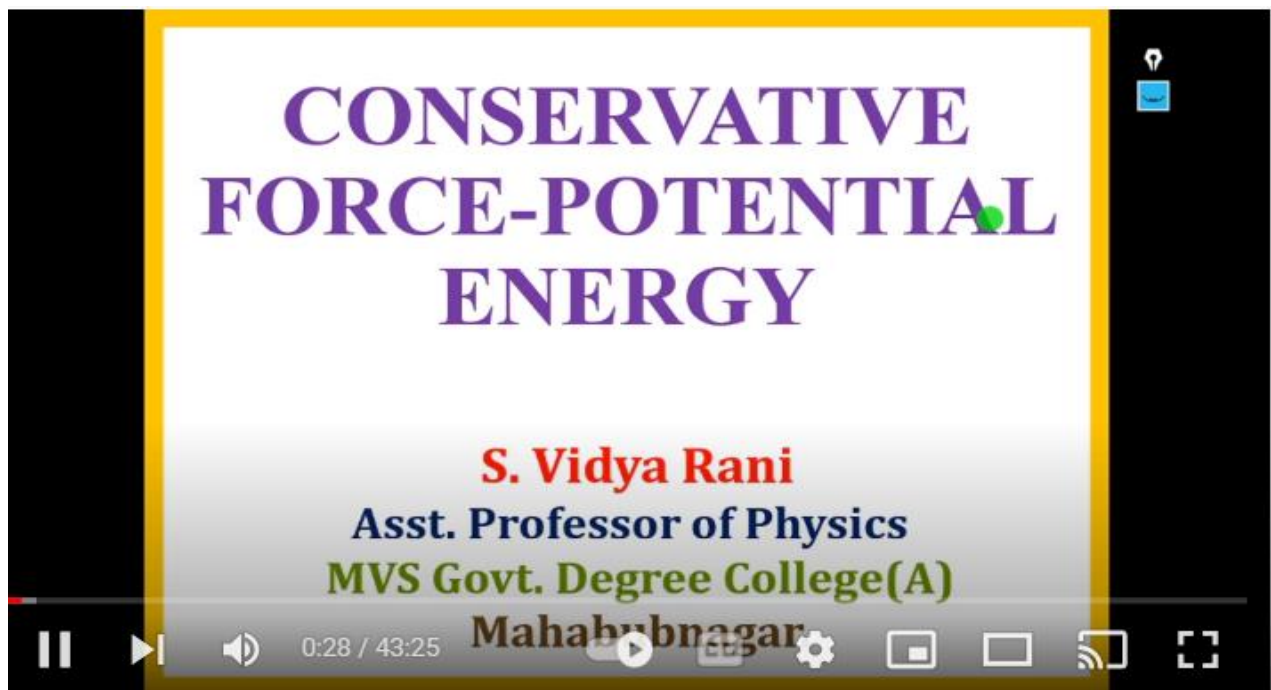 CONSERVATIVE
FORCE-POTENTIAL
ENERGY
S. Vidya Rani
Asst. Professor of Physics
MVS Govt. Degree College(A)
Mahabubnagar
0:28 / 43:25